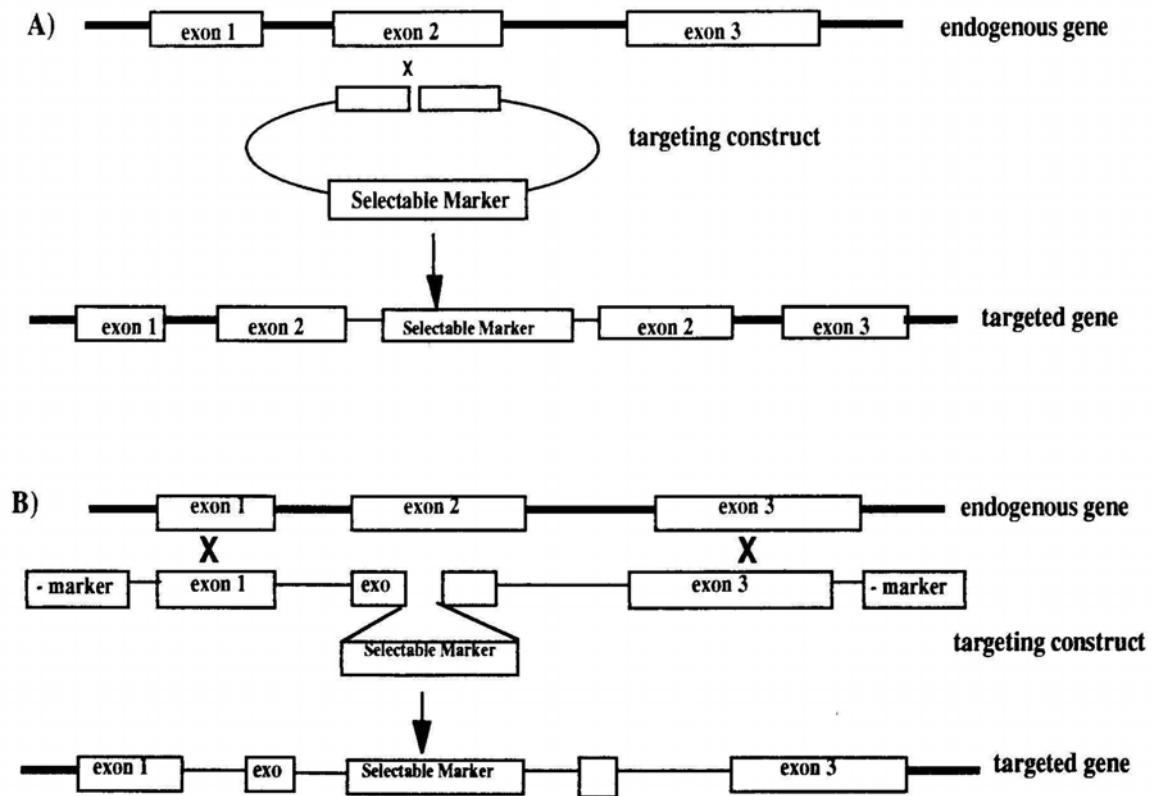 A)
exon 1 exon 2 exon 3 endogenous gene
x
targeting construct
Selectable Marker
exon 1 exon 2 Selectable Marker exon 2 exon 3 targeted gene
B)
exon 1 exon 2 exon 3 endogenous gene
X X
- marker exon 1 exo exon 3 - marker
Selectable Marker targeting construct
exon 1 exo Selectable Marker exon 3 targeted gene